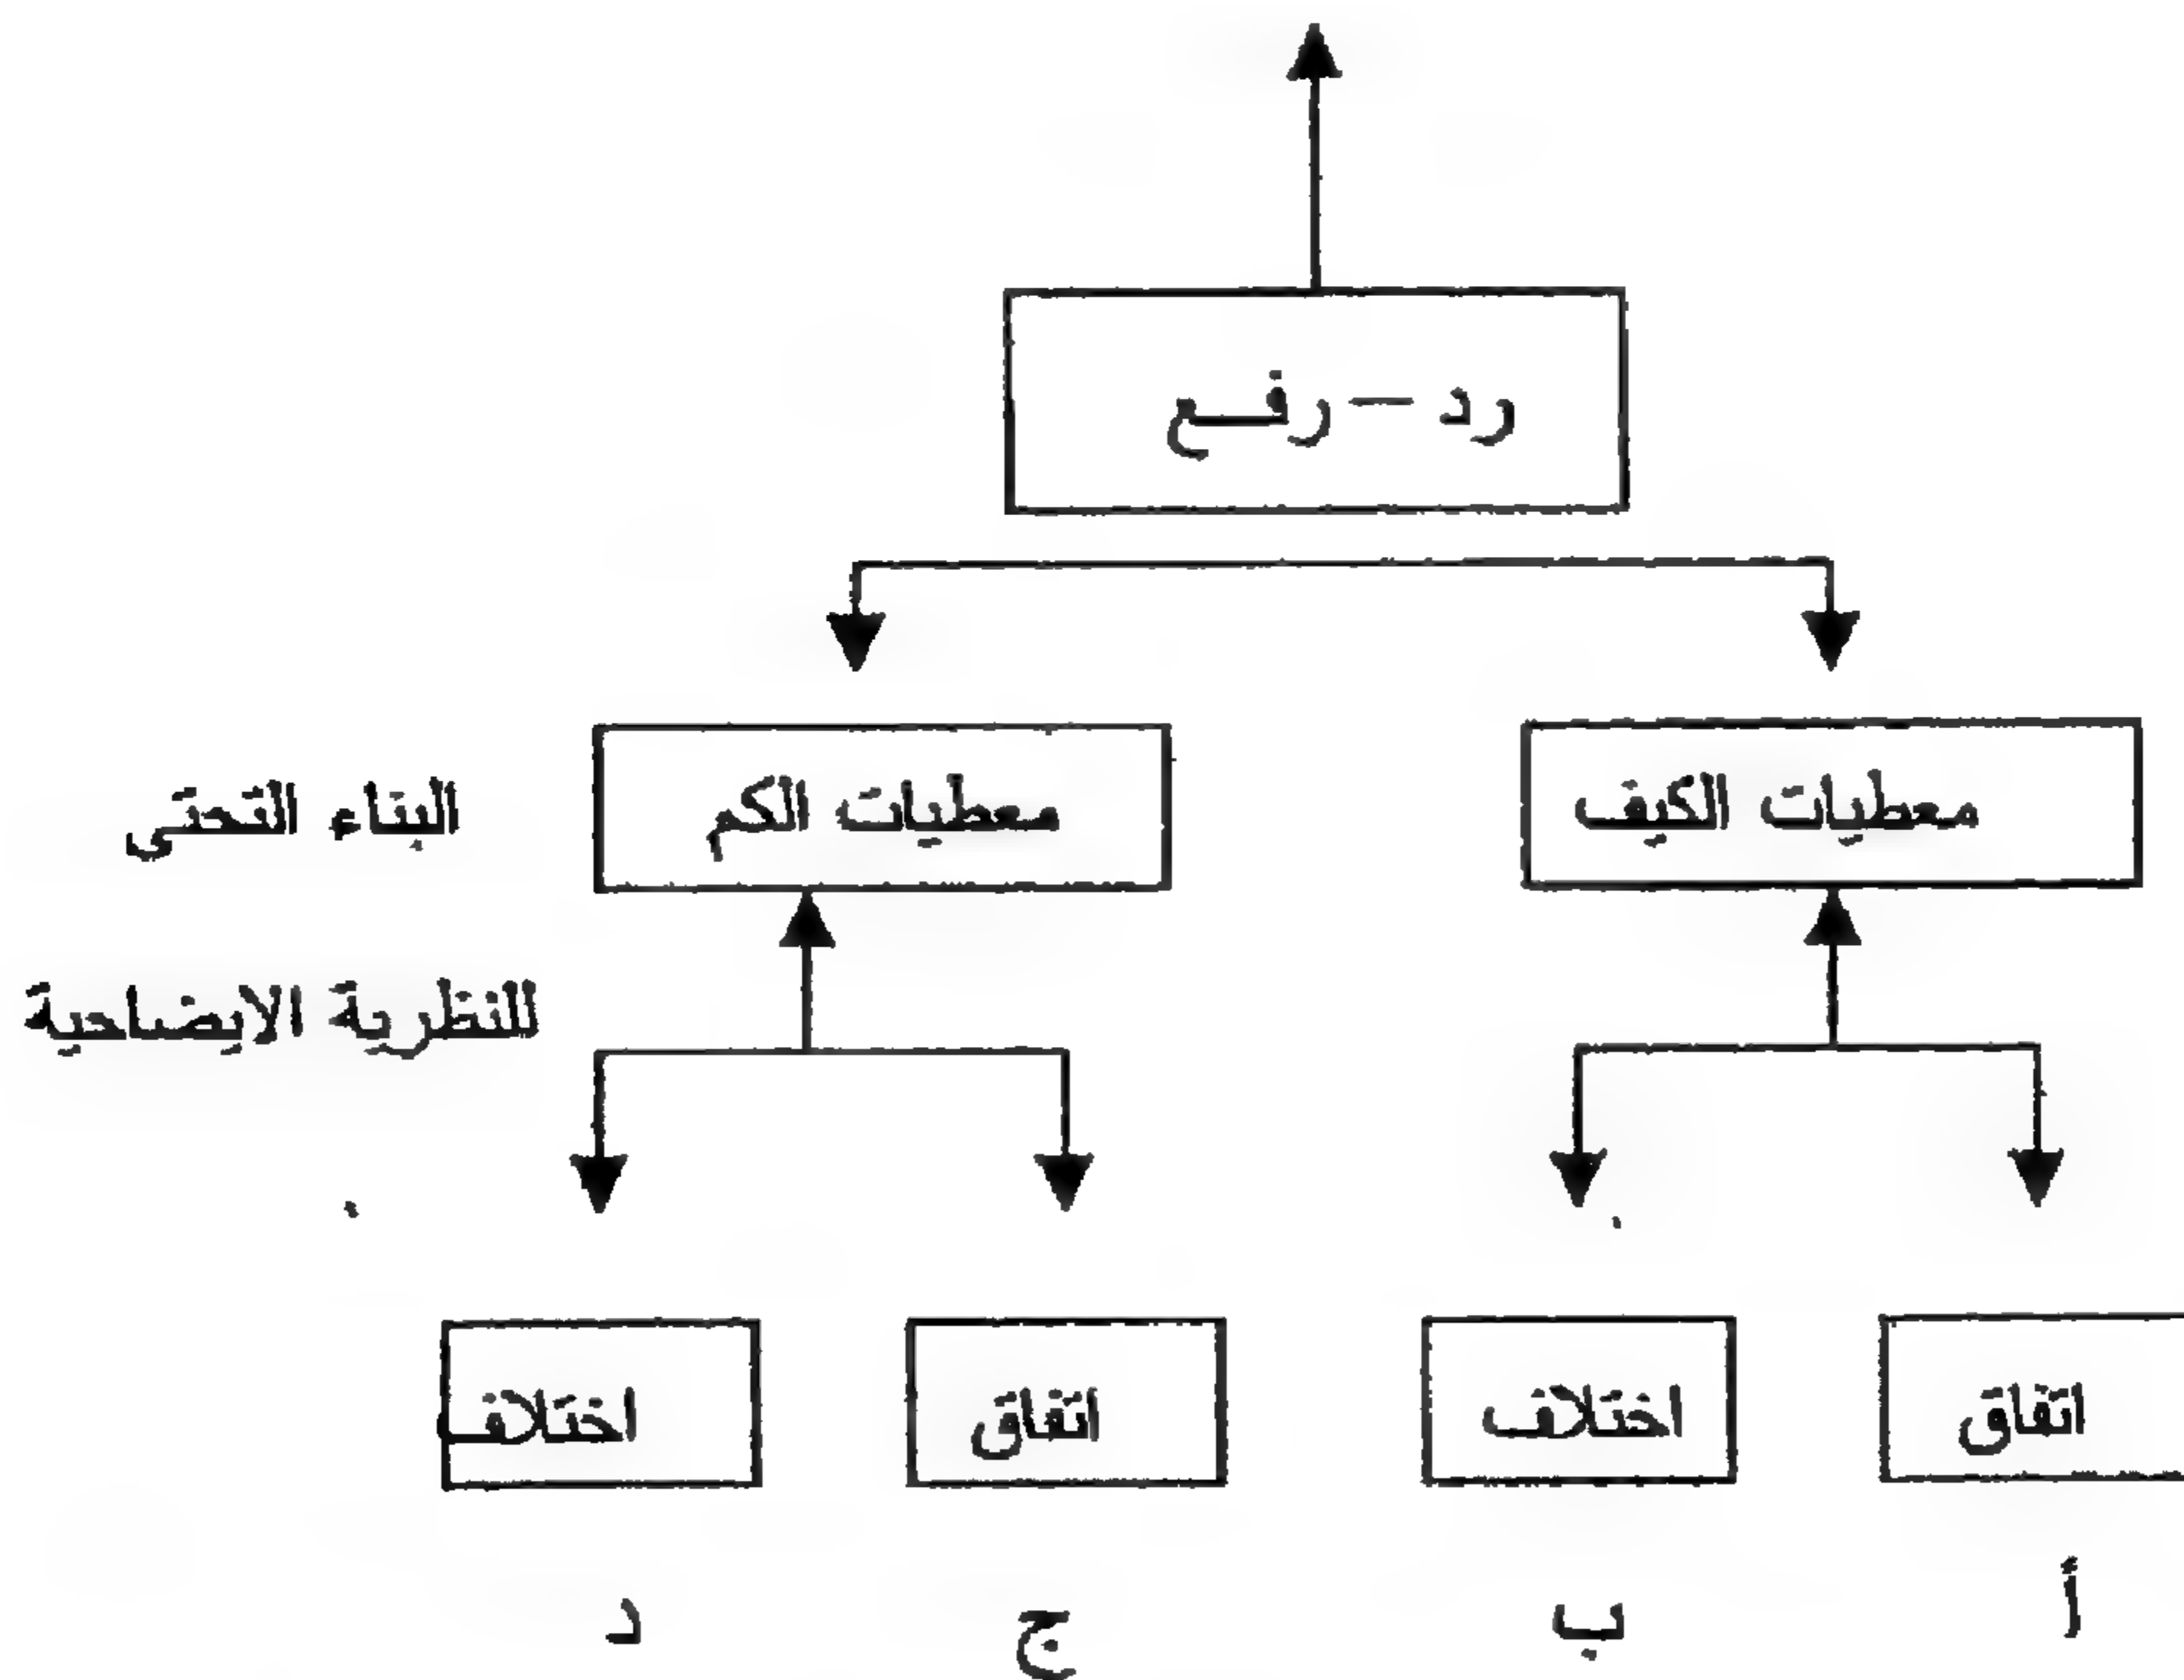 رد – رفع
معطيات الكيف
معطيات الكم
البناء التحتى
للنظرية الايضاحية
اتفاق
اختلاف
اتفاق
اختلاف
أ
ب
ج
د